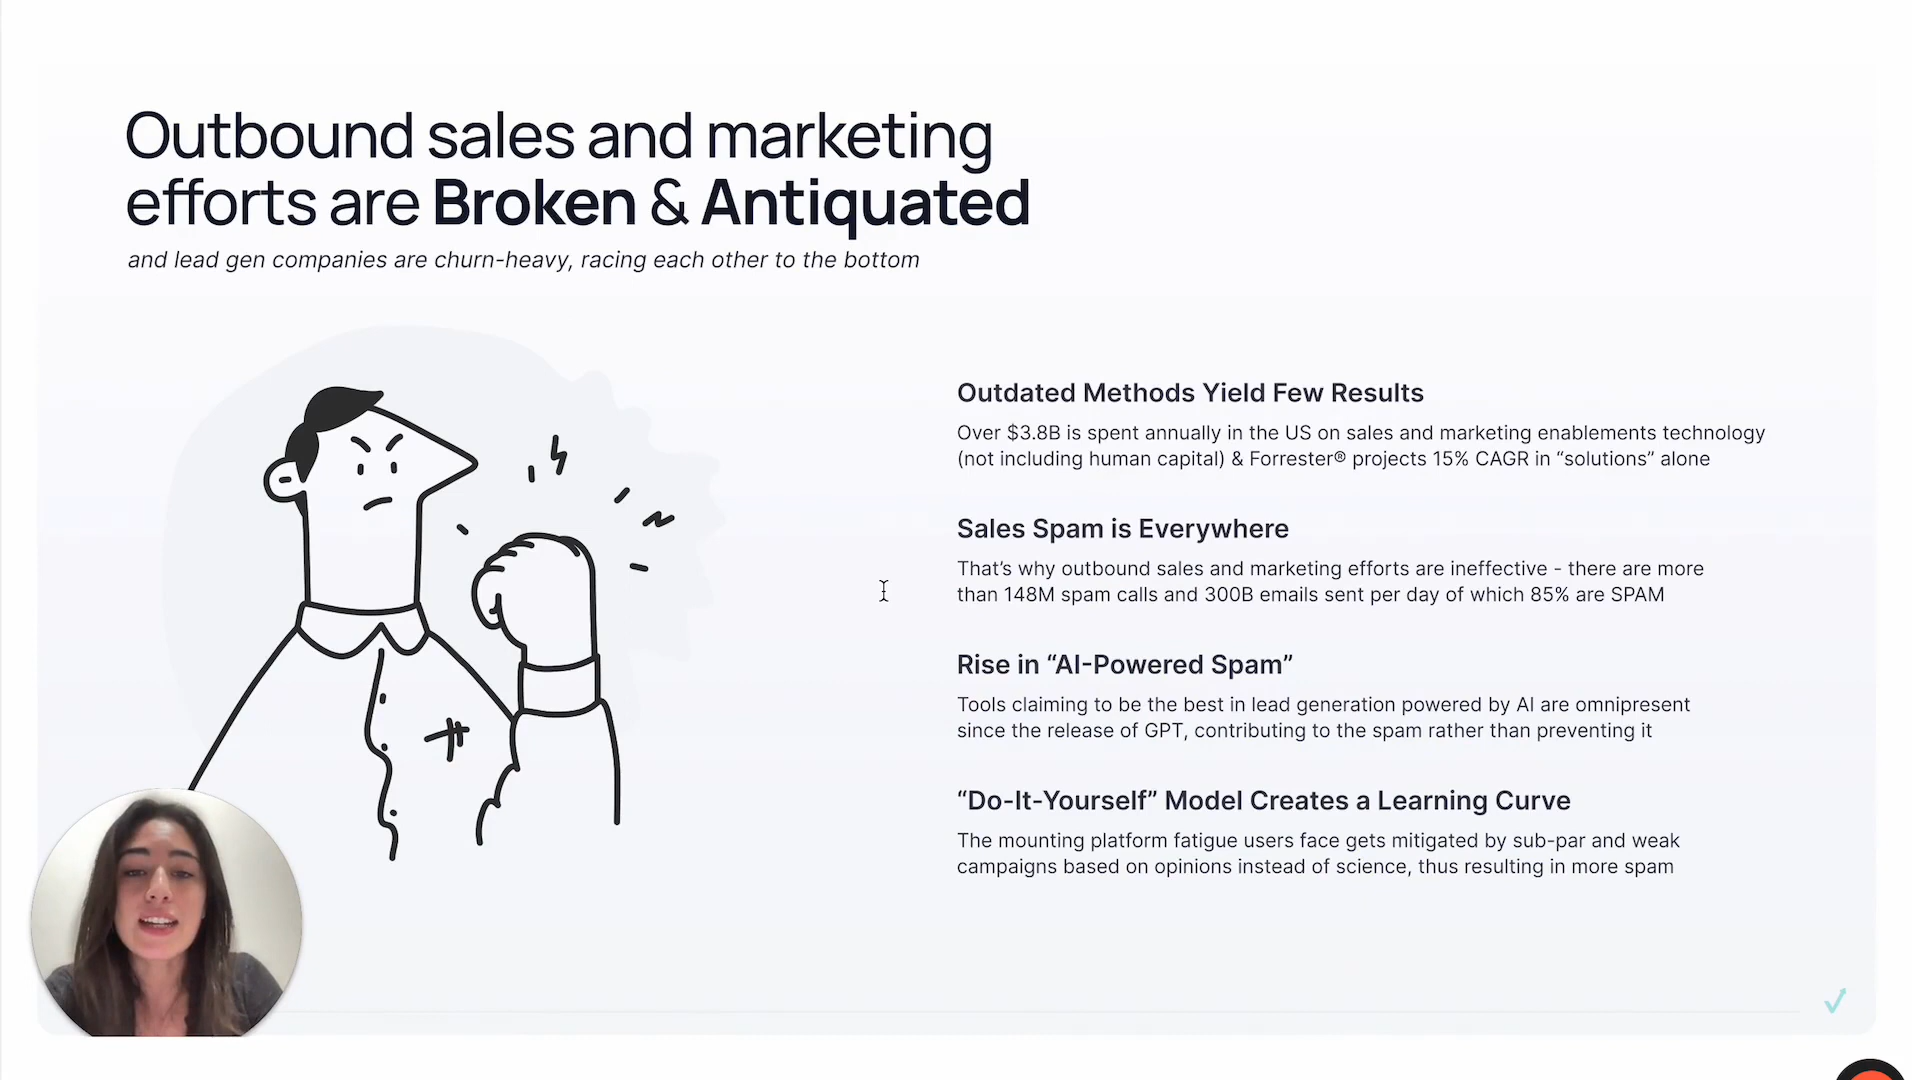 Outbound sales and marketing
efforts are Broken & Antiquated
and lead gen companies are churn-heavy, racing each other to the bottom
Outdated Methods Yield Few Results
Over $3.8B is spent annually in the US on sales and marketing enablements technology
(not including human capital) & Forrester® projects 15% CAGR in “solutions” alone
Sales Spam is Everywhere
That’s why outbound sales and marketing efforts are ineffective - there are more
than 148M spam calls and 300B emails sent per day of which 85% are SPAM
Rise in “AI-Powered Spam”
Tools claiming to be the best in lead generation powered by AI are omnipresent
since the release of GPT, contributing to the spam rather than preventing it
“Do-It-Yourself” Model Creates a Learning Curve
The mounting platform fatigue users face gets mitigated by sub-par and weak
campaigns based on opinions instead of science, thus resulting in more spam